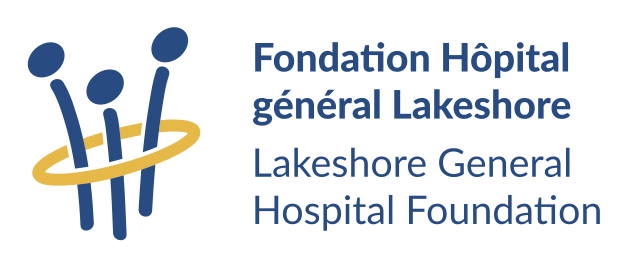 Fondation Hôpital
général Lakeshore
Lakeshore General
Hospital Foundation